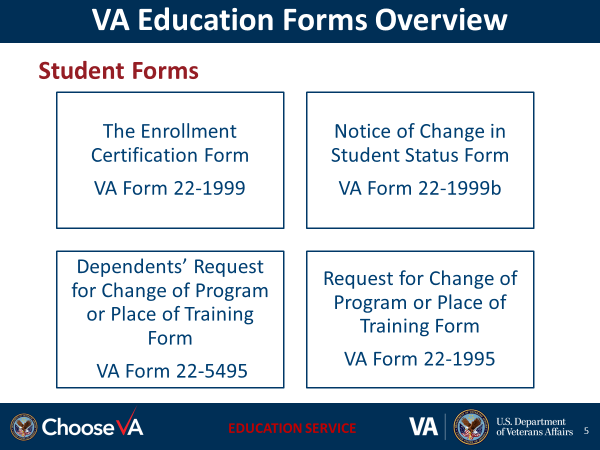 VA Education Forms Overview
Student Forms
The Enrollment
Certification Form
VA Form 22-1999
Notice of Change in
Student Status Form
VA Form 22-1999b
Dependents’ Request
for Change of Program
or Place of Training
Form
VA Form 22-5495
Request for Change of
Program or Place of
Training Form
VA Form 22-1995
ChooseVA
EDUCATION SERVICE
VA
U.S. Department
of Veterans Affairs
5